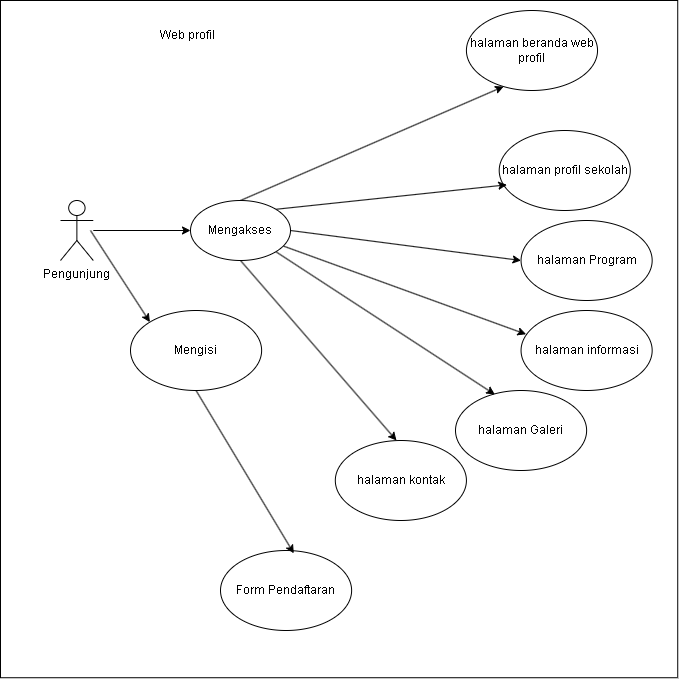 Web profil
halaman beranda web
profil
halaman profil sekolah
Mengakses
halaman Program
Pengunjung
Mengisi
halaman informasi
halaman Galeri
halaman kontak
Form Pendaftaran